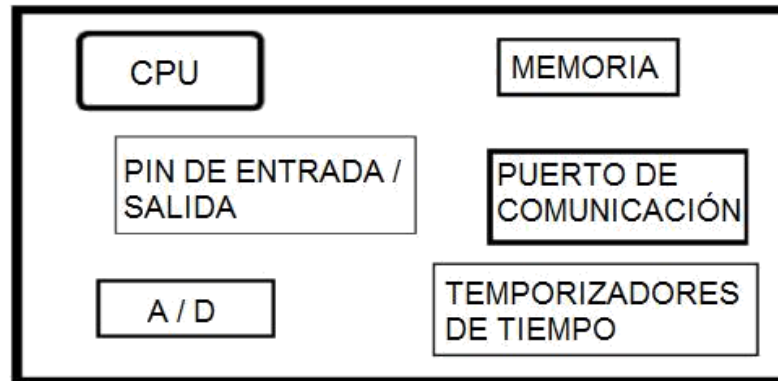 CPU
MEMORIA
PIN DE ENTRADA /
SALIDA
PUERTO DE
COMUNICACIÓN
A / D
TEMPORIZADORES
DE TIEMPO